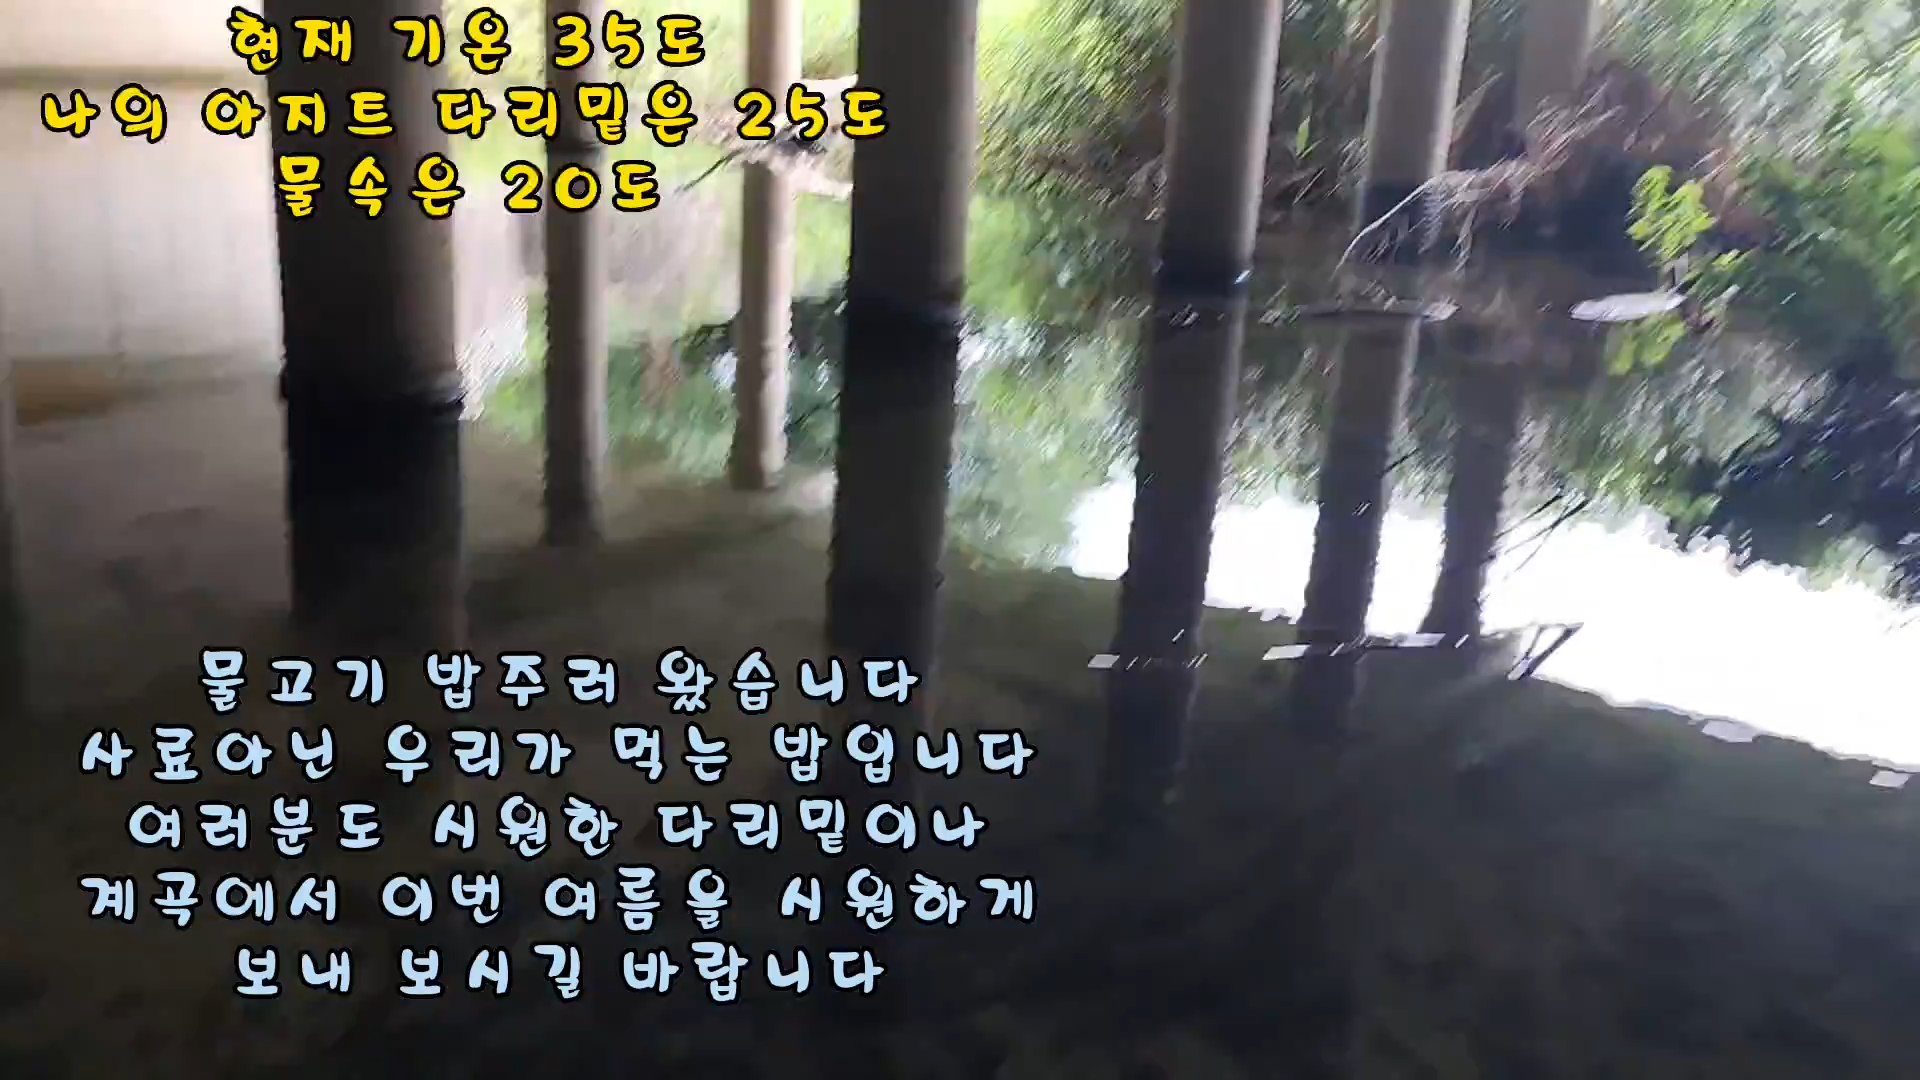 현재 기온 35도
나의 아지트 다리밑은 25도
물속은 20도
물고기 밥주러 왔습니다
사료아닌 우리가 먹는 밥입니다
여러분도 시원한 다리밑이나
계곡에서 이번 여름을 시원하게
보내 보시길 바랍니다